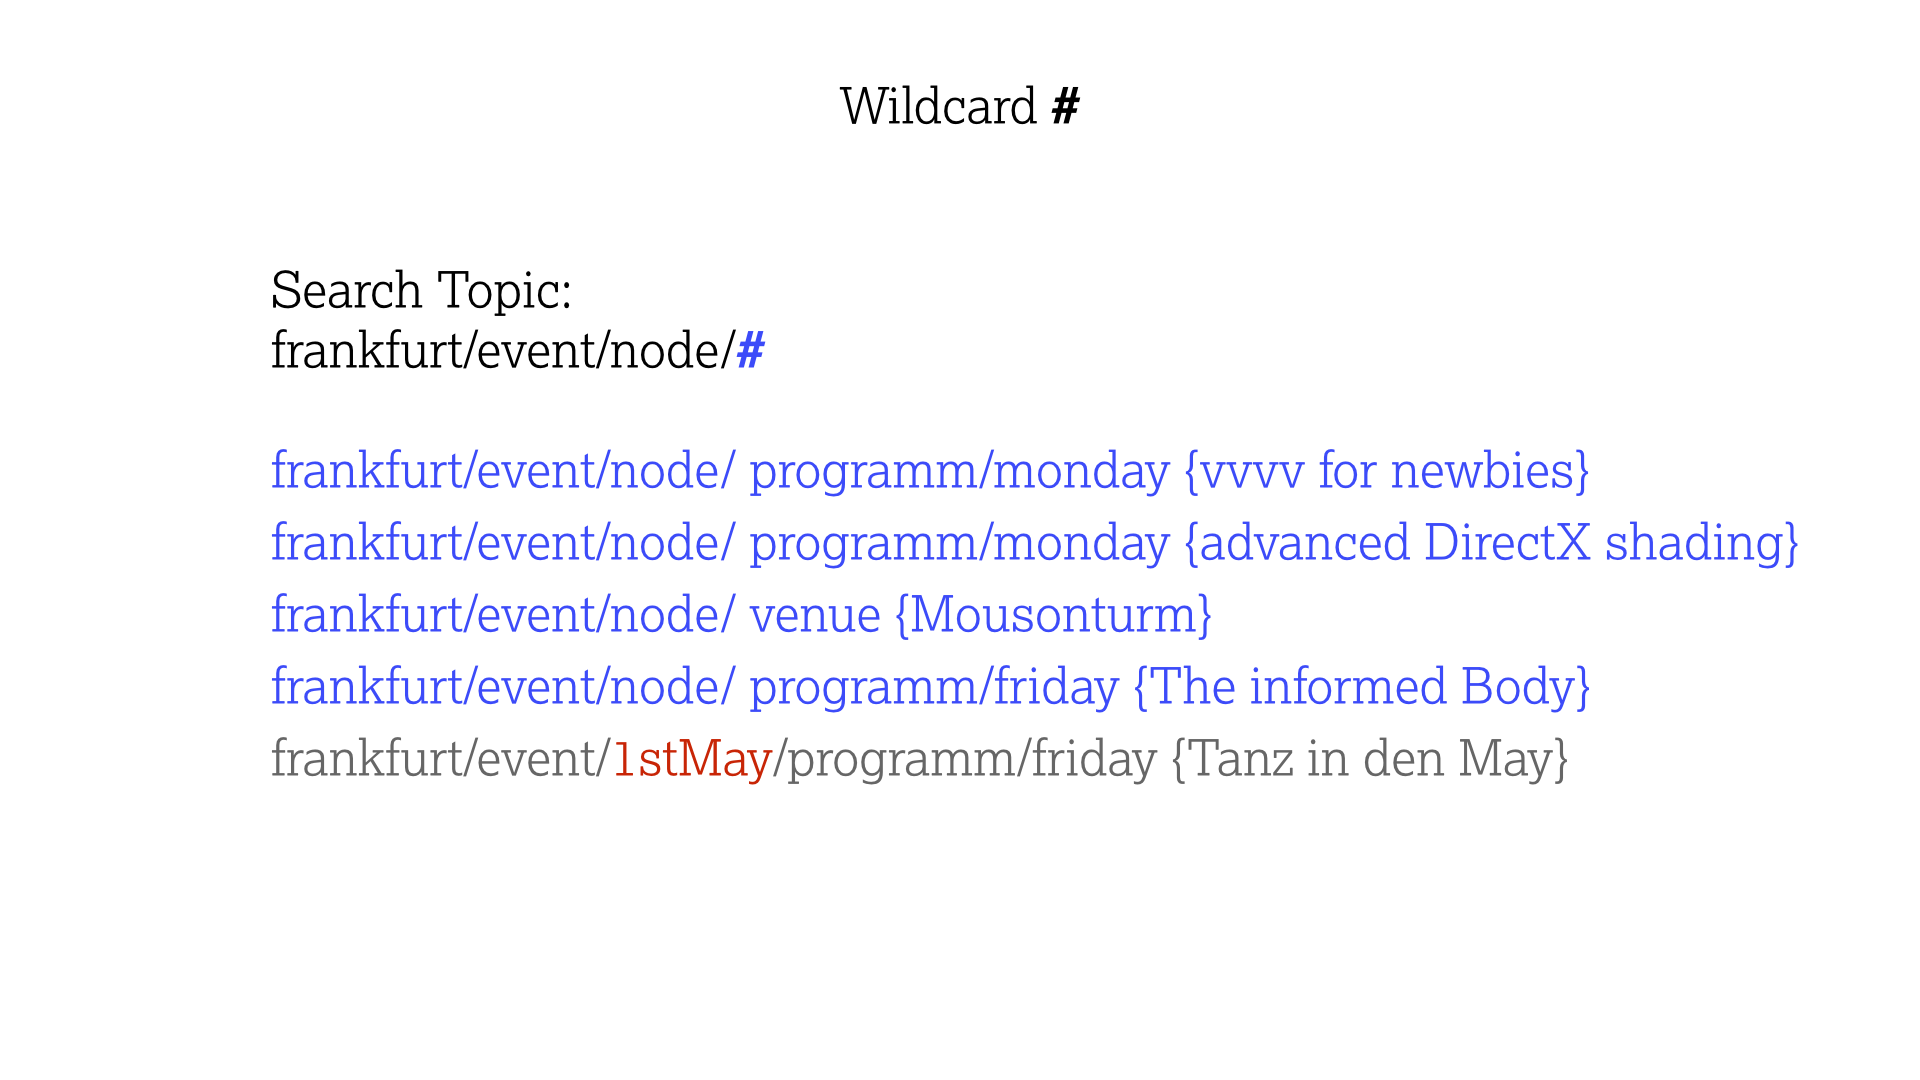 Wildcard #
Search Topic:
frankfurt/event/node/#
frankfurt/event/node/ programm/monday {vvvv for newbies}
frankfurt/event/node/ programm/monday {advanced DirectX shading}
frankfurt/event/node/ venue {Mousonturm}
frankfurt/event/node/ programm/friday {The informed Body}
frankfurt/event/1stMay/programm/friday {Tanz in den May}